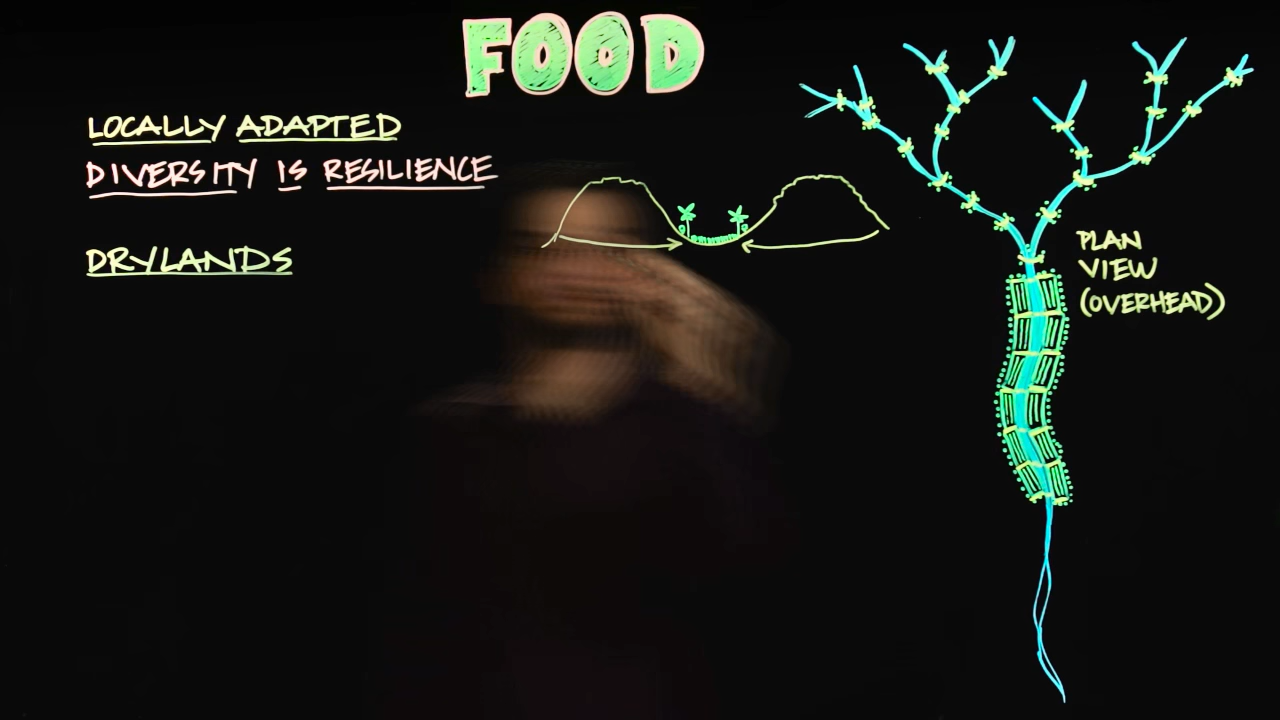 FOOD
LOCALLY ADAPTED
DIVERSITY IS RESILIENCE
DRYLANDS
PLAN
VIEW
(OVERHEAD)